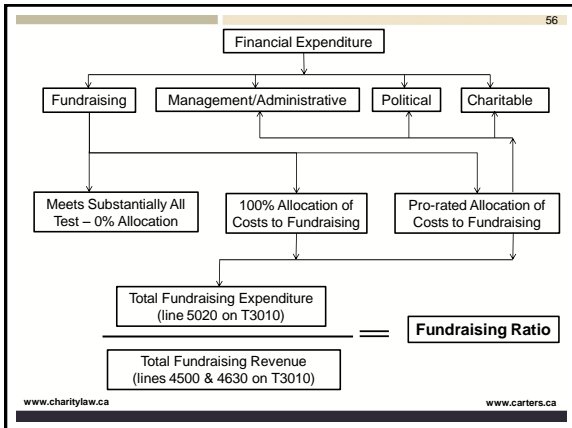 56
Financial Expenditure
Fundraising
Management/Administrative
Political
Charitable
Meets Substantially All
Test – 0% Allocation
100% Allocation of
Costs to Fundraising
Pro-rated Allocation of
Costs to Fundraising
Total Fundraising Expenditure
(line 5020 on T3010)
=
Fundraising Ratio
Total Fundraising Revenue
(lines 4500 & 4630 on T3010)
www.charitylaw.ca
www.carters.ca